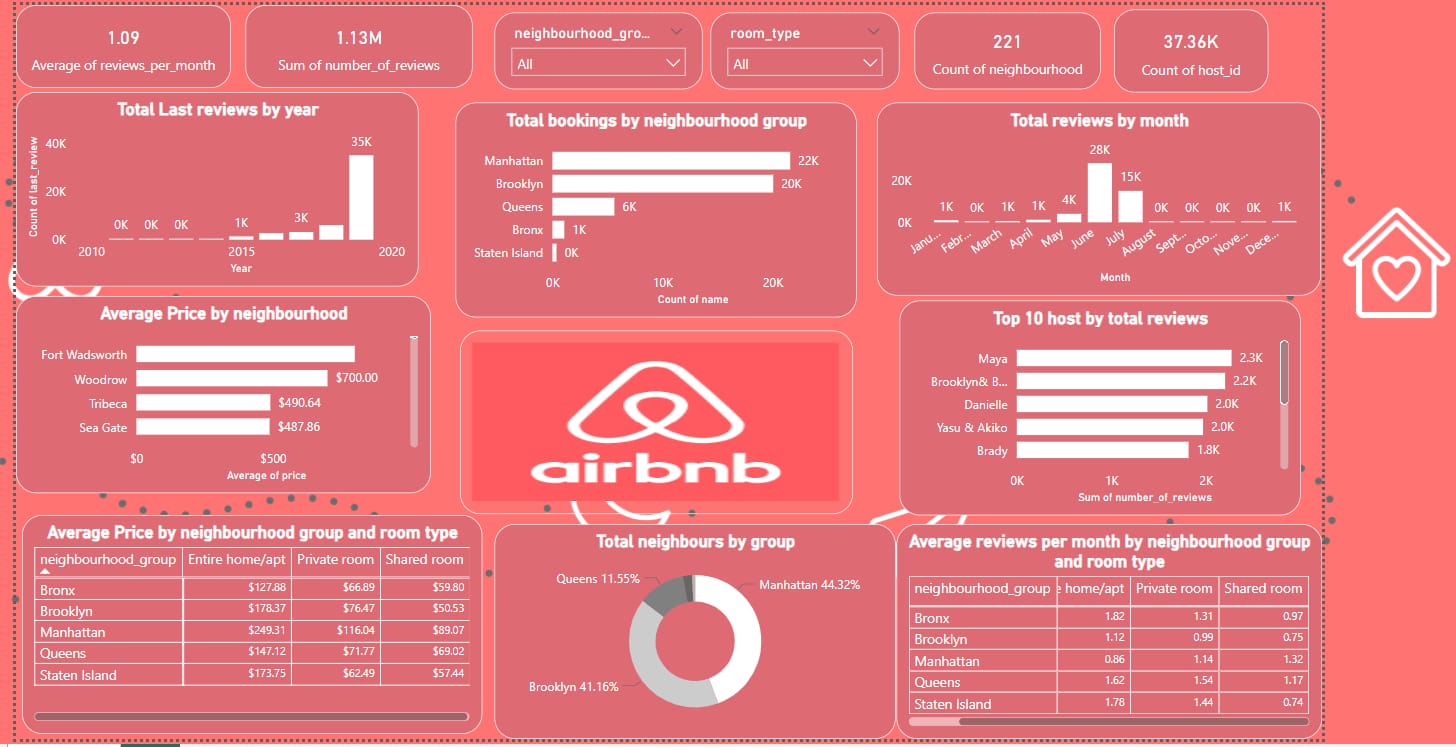 1.09
Average of reviews_per_month
1.13M
Sum of number_of_reviews
neighbourhood_gro...
All
room_type
All
221
Count of neighbourhood
37.36K
Count of host_id
Total Last reviews by year
Count of last_review
40K
20K
0K
0K 0K 0K 1K 3K 35K
2010 2015 2020
Year
Total bookings by neighbourhood group
Manhattan 22K
Brooklyn 20K
Queens 6K
Bronx 1K
Staten Island 0K
0K 10K 20K
Count of name
Total reviews by month
20K
0K
1K 0K 1K 1K 4K 28K 15K 0K 0K 0K 0K 1K
Janu... Febr... March April May June July August Sept... Octo... Nove... Dece...
Month
Average Price by neighbourhood
Fort Wadsworth
Woodrow $700.00
Tribeca $490.64
Sea Gate $487.86
$0 $500
Average of price
airbnb
Top 10 host by total reviews
Maya 2.3K
Brooklyn& B... 2.2K
Danielle 2.0K
Yasu & Akiko 2.0K
Brady 1.8K
0K 1K 2K
Sum of number_of_reviews
Average Price by neighbourhood group and room type
neighbourhood_group Entire home/apt Private room Shared room
Bronx $127.88 $66.89 $59.80
Brooklyn $178.37 $76.47 $50.53
Manhattan $249.31 $116.04 $89.07
Queens $147.12 $71.77 $69.02
Staten Island $173.75 $62.49 $57.44
Total neighbours by group
Queens 11.55%
Manhattan 44.32%
Brooklyn 41.16%
Average reviews per month by neighbourhood group
and room type
neighbourhood_group e home/apt Private room Shared room
Bronx 1.82 1.31 0.97
Brooklyn 1.12 0.99 0.75
Manhattan 0.86 1.14 1.32
Queens 1.62 1.54 1.17
Staten Island 1.78 1.44 0.74